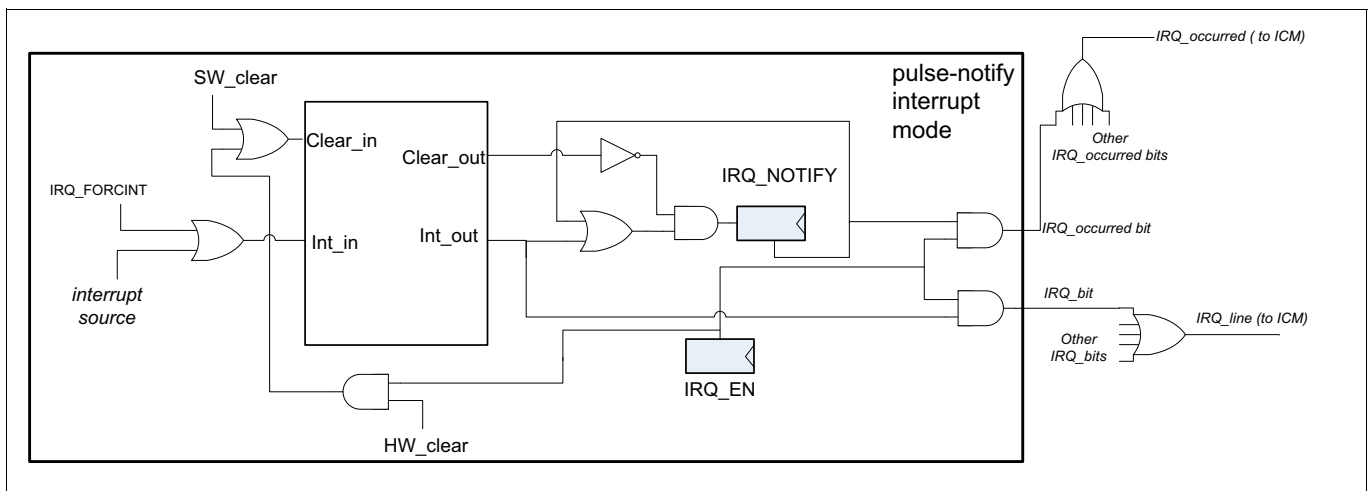 IRQ_occurred ( to ICM)
pulse-notify
interrupt
mode
SW_clear
Other
IRQ_occurred bits
Clear_in
Clear_out
IRQ_NOTIFY
IRQ_FORCINT
Int_in
Int_out
IRQ_occurred bit
interrupt
source
IRQ_bit
IRQ_line (to ICM)
Other
IRQ_bits
IRQ_EN
HW_clear